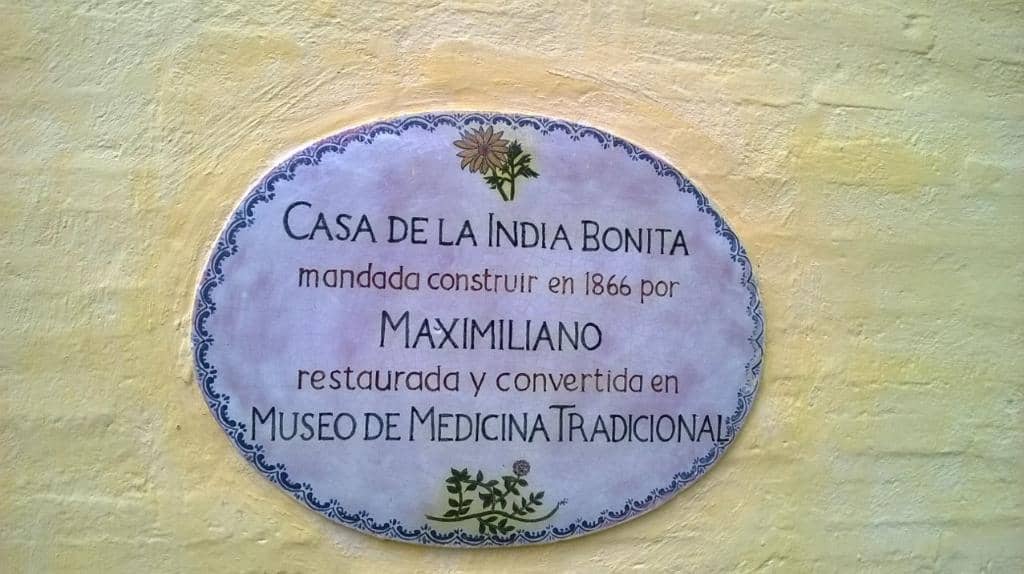 CASA DE LA INDIA BONITA
mandada construir en 1866 por
MAXIMILIANO
restaurada y convertida en
MUSEO DE MEDICINA TRADICIONAL